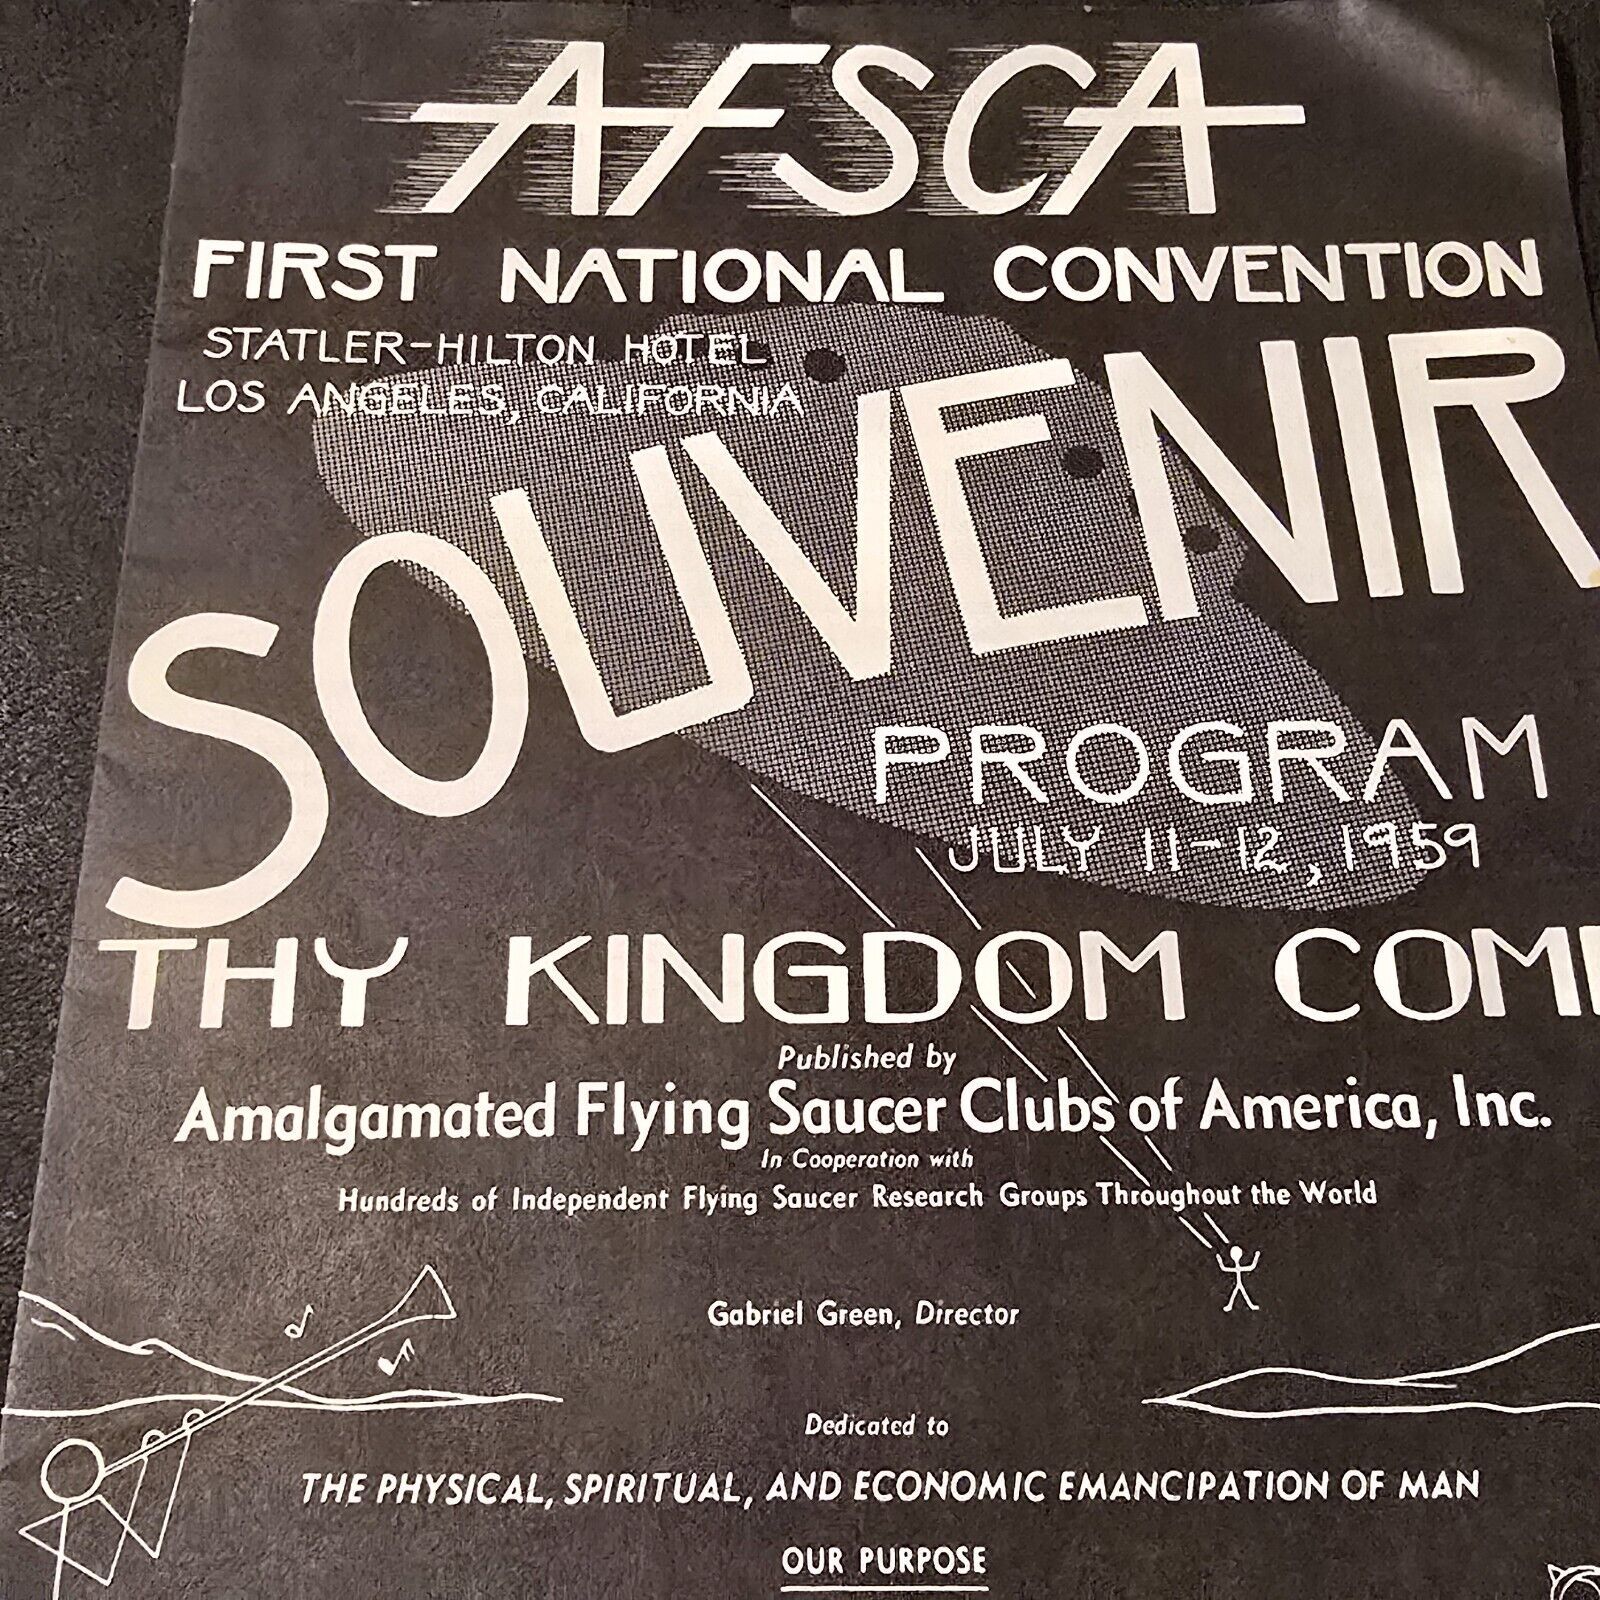 AFSCA
FIRST NATIONAL CONVENTION
STATLER-HILTON HOTEL
LOS ANGELES, CALIFORNIA
SOUVENIR
PROGRAM
JULY 11-12, 1959
THY KINGDOM COM
Published by
Amalgamated Flying Saucer Clubs of America, Inc.
In Cooperation with
Hundreds of Independent Flying Saucer Research Groups Throughout the World
Gabriel Green, Director
Dedicated to
THE PHYSICAL, SPIRITUAL, AND ECONOMIC EMANCIPATION OF MAN
OUR PURPOSE